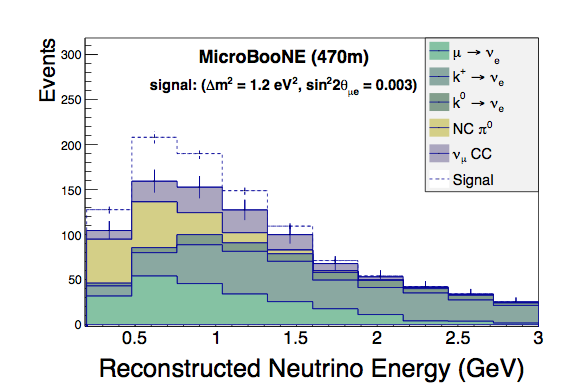 MicroBooNE (470m)
signal: (Δm² = 1.2 eV², sin²2θμe = 0.003)
μ → νe
k⁺ → νe
k⁰ → νe
NC π⁰
νμ CC
Signal
Events
300
250
200
150
100
50
0
0.5 1 1.5 2 2.5 3
Reconstructed Neutrino Energy (GeV)